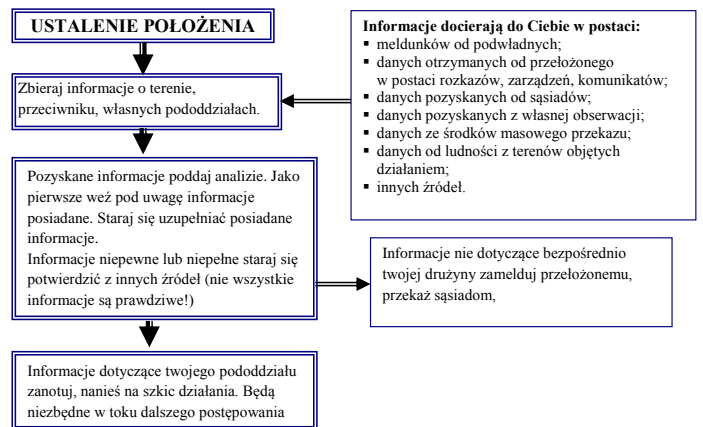 USTALENIE POŁOŻENIA
Zbieraj informacje o terenie,
przeciwniku, własnych pododdziałach.
Informacje docierają do Ciebie w postaci:
▪ meldunków od podwładnych;
▪ danych otrzymanych od przełożonego
w postaci rozkazów, zarządzeń, komunikatów;
▪ danych pozyskanych od sąsiadów;
▪ danych pozyskanych z własnej obserwacji;
▪ danych ze środków masowego przekazu;
▪ danych od ludności z terenów objętych
działaniem;
▪ innych źródeł.
Pozyskane informacje poddaj analizie. Jako
pierwsze weź pod uwagę informacje
posiadane. Staraj się uzupełniać posiadane
informacje.
Informacje niepewne lub niepełne staraj się
potwierdzić z innych źródeł (nie wszystkie
informacje są prawdziwe!)
Informacje nie dotyczące bezpośrednio
twojej drużyny zamelduj przełożonemu,
przekaż sąsiadom,
Informacje dotyczące twojego pododdziału
zanotuj, nanieś na szkic działania. Będą
niezbędne w toku dalszego postępowania